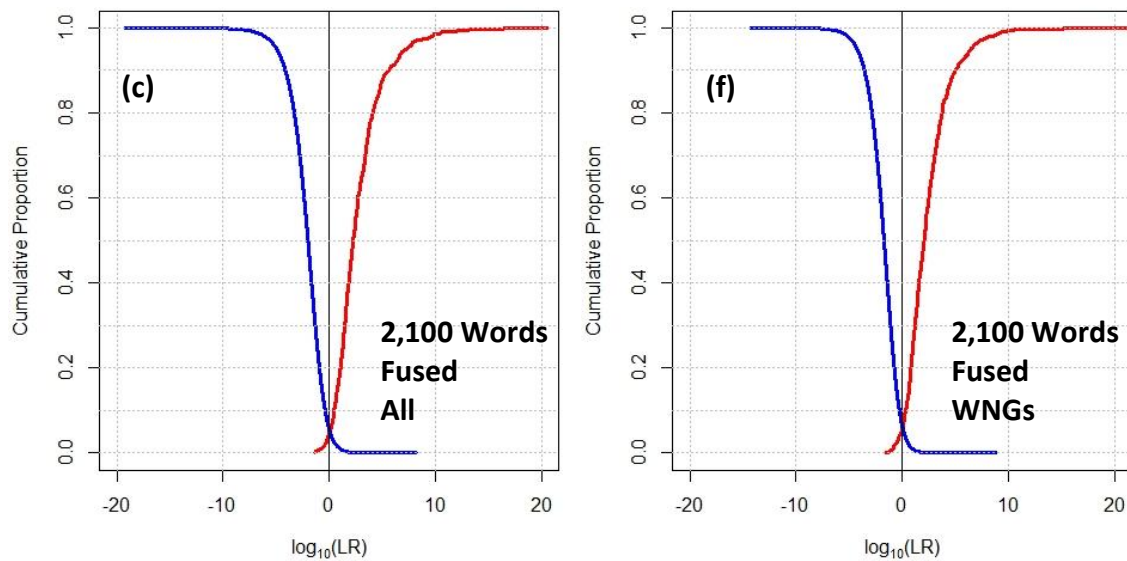 (c)
Cumulative Proportion
1.0
0.8
0.6
0.4
0.2
0.0
2,100 Words
Fused
All
-20 -10 0 10 20
log10(LR)
(f)
Cumulative Proportion
1.0
0.8
0.6
0.4
0.2
0.0
2,100 Words
Fused
WNGs
-20 -10 0 10 20
log10(LR)